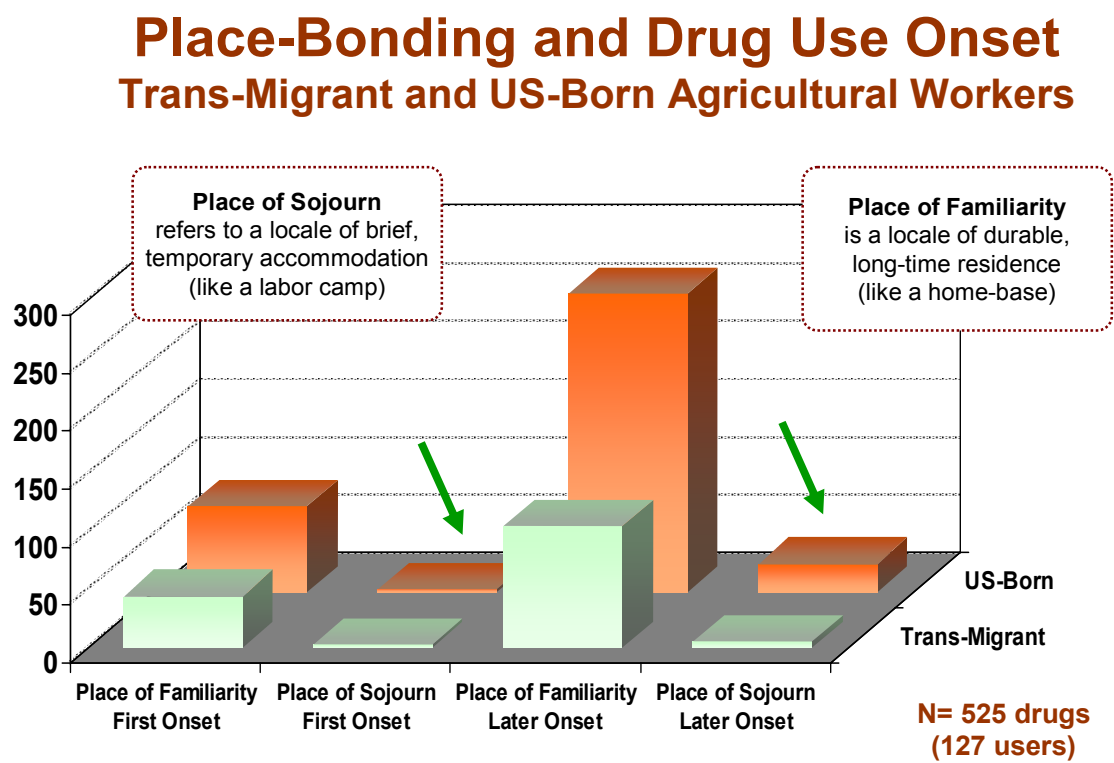 Place-Bonding and Drug Use Onset
Trans-Migrant and US-Born Agricultural Workers
Place of Sojourn
refers to a locale of brief,
temporary accommodation
(like a labor camp)
Place of Familiarity
is a locale of durable,
long-time residence
(like a home-base)
300
250
200
150
100
50
0
US-Born
Trans-Migrant
Place of Familiarity
First Onset
Place of Sojourn
First Onset
Place of Familiarity
Later Onset
Place of Sojourn
Later Onset
N= 525 drugs
(127 users)